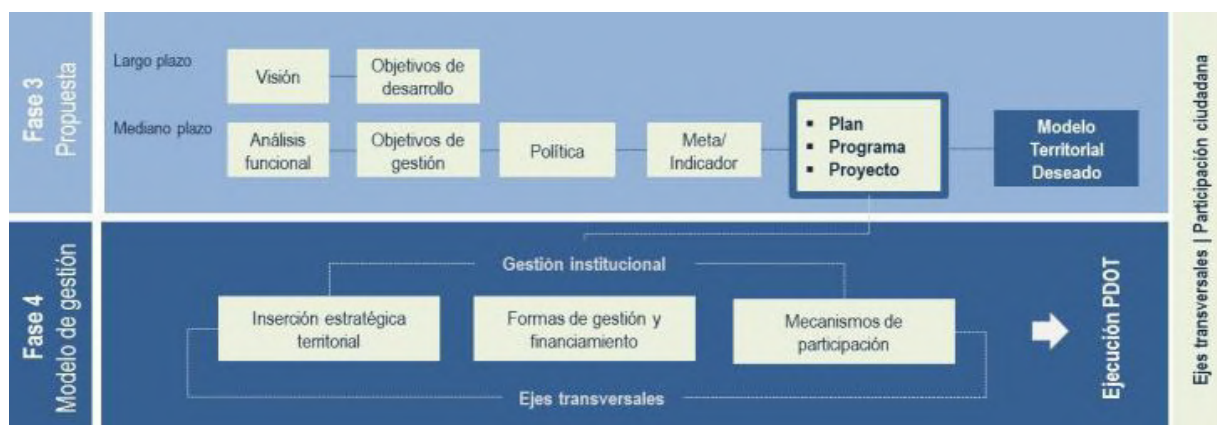 Fase 3
Propuesta
Largo plazo
Visión
Objetivos de
desarrollo
Mediano plazo
Análisis
funcional
Objetivos de
gestión
Política
Meta/
Indicador
▪ Plan
▪ Programa
▪ Proyecto
Modelo
Territorial
Deseado
Fase 4
Modelo de gestión
Gestión institucional
Inserción estratégica
territorial
Formas de gestión y
financiamiento
Mecanismos de
participación
Ejes transversales
Ejecución PDOT
Ejes transversales | Participación ciudadana